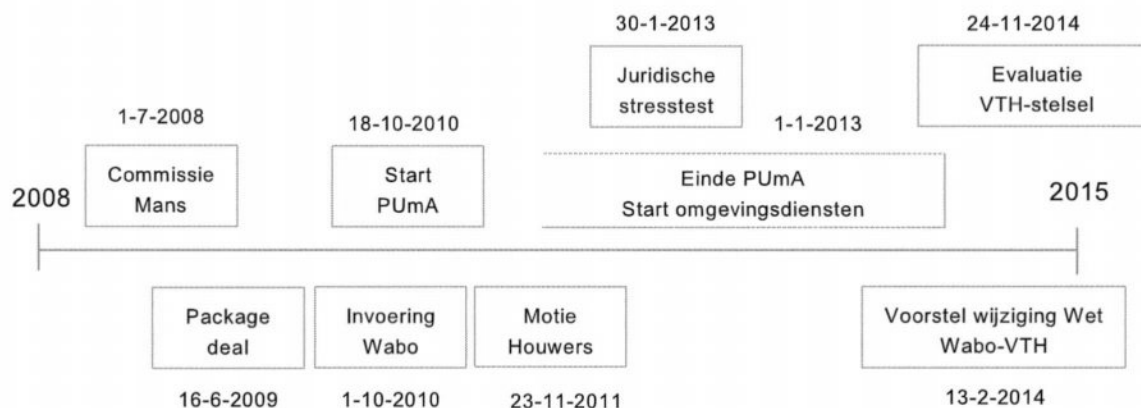 30-1-2013
24-11-2014
Juridische
stresstest
Evaluatie
VTH-stelsel
1-7-2008
18-10-2010
1-1-2013
2008
Commissie
Mans
Start
PUmA
Einde PUmA
Start omgevingsdiensten
2015
Package
deal
Invoering
Wabo
Motie
Houwers
Voorstel wijziging Wet
Wabo-VTH
16-6-2009
1-10-2010
23-11-2011
13-2-2014